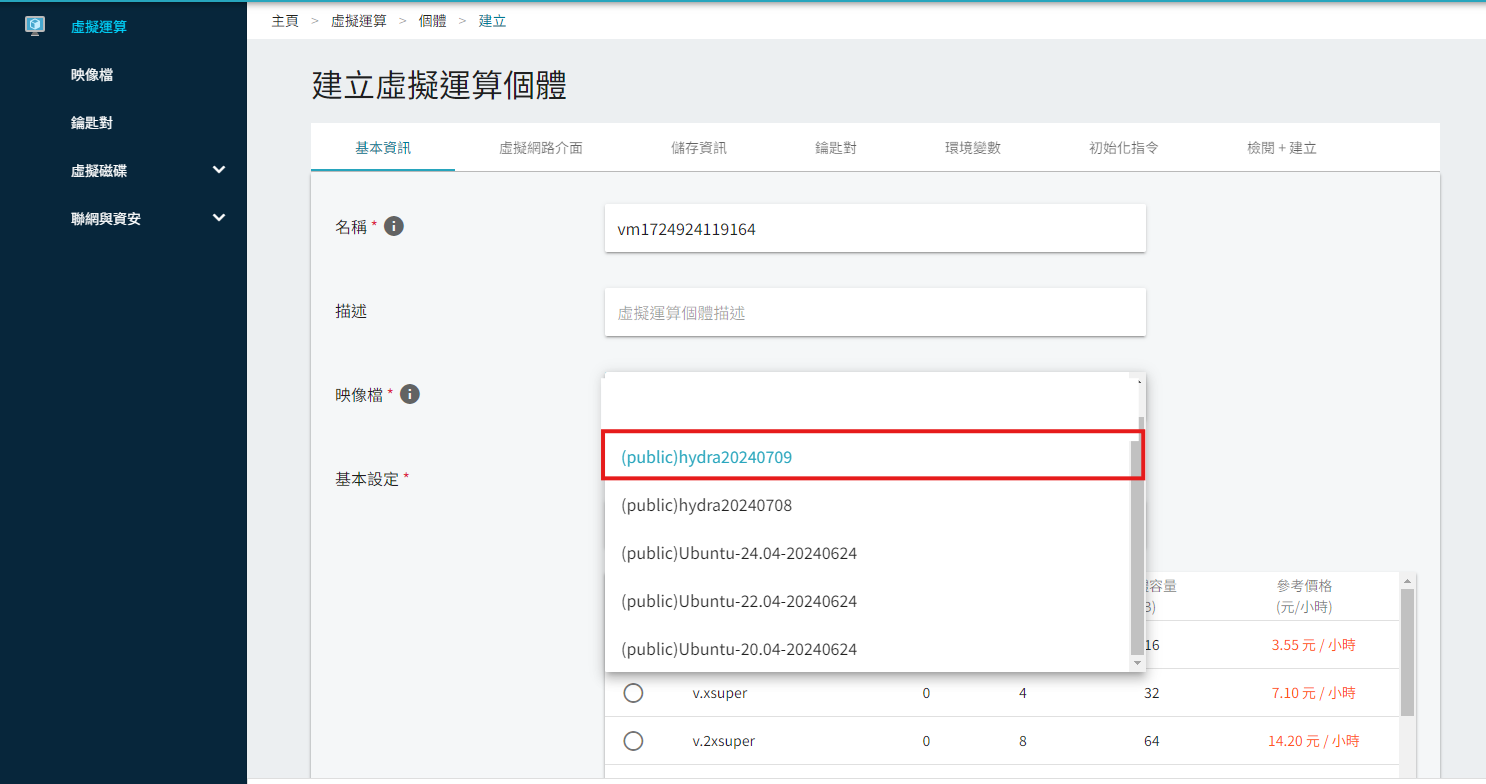 虛擬運算
映像檔
鑰匙對
虛擬磁碟
聯網與資安
主頁 > 虛擬運算 > 個體 > 建立
建立虛擬運算個體
基本資訊 虛擬網路介面 儲存資訊 鑰匙對 環境變數 初始化指令 檢閱 + 建立
名稱 *
vm1724924119164
描述
虛擬運算個體描述
映像檔 *
(public)hydra20240709
基本設定 *
(public)hydra20240708
(public)Ubuntu-24.04-20240624
(public)Ubuntu-22.04-20240624
(public)Ubuntu-20.04-20240624
容量 參考價格
(元/小時)
16 3.55 元 / 小時
v.xsuper 0 4 32 7.10 元 / 小時
v.2xsuper 0 8 64 14.20 元 / 小時